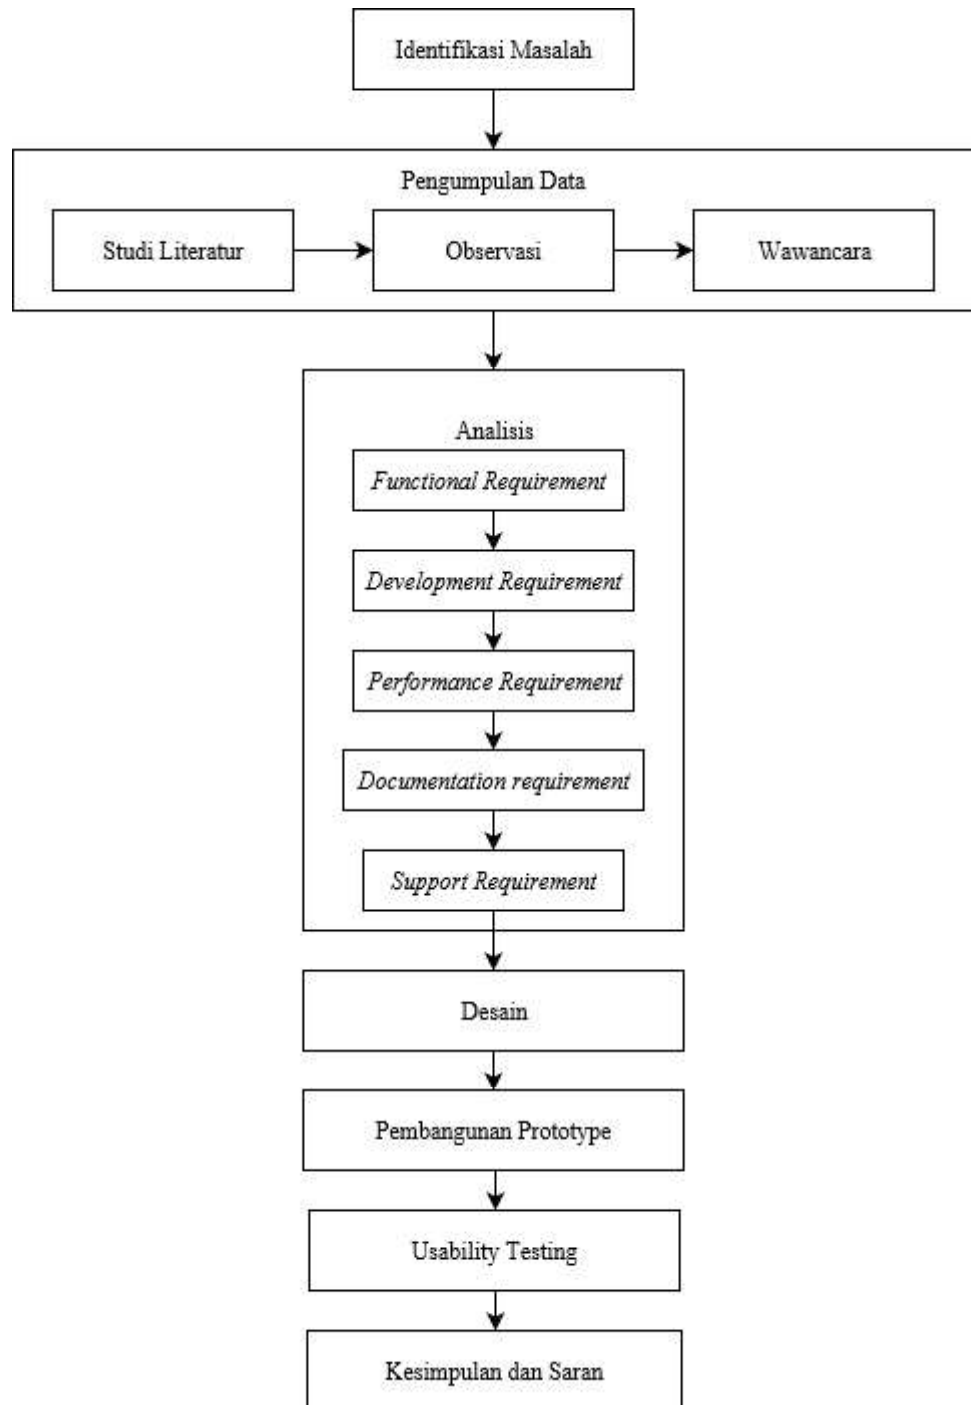 Identifikasi Masalah
Pengumpulan Data
Studi Literatur
Observasi
Wawancara
Analisis
Functional Requirement
Development Requirement
Performance Requirement
Documentation requirement
Support Requirement
Desain
Pembangunan Prototype
Usability Testing
Kesimpulan dan Saran